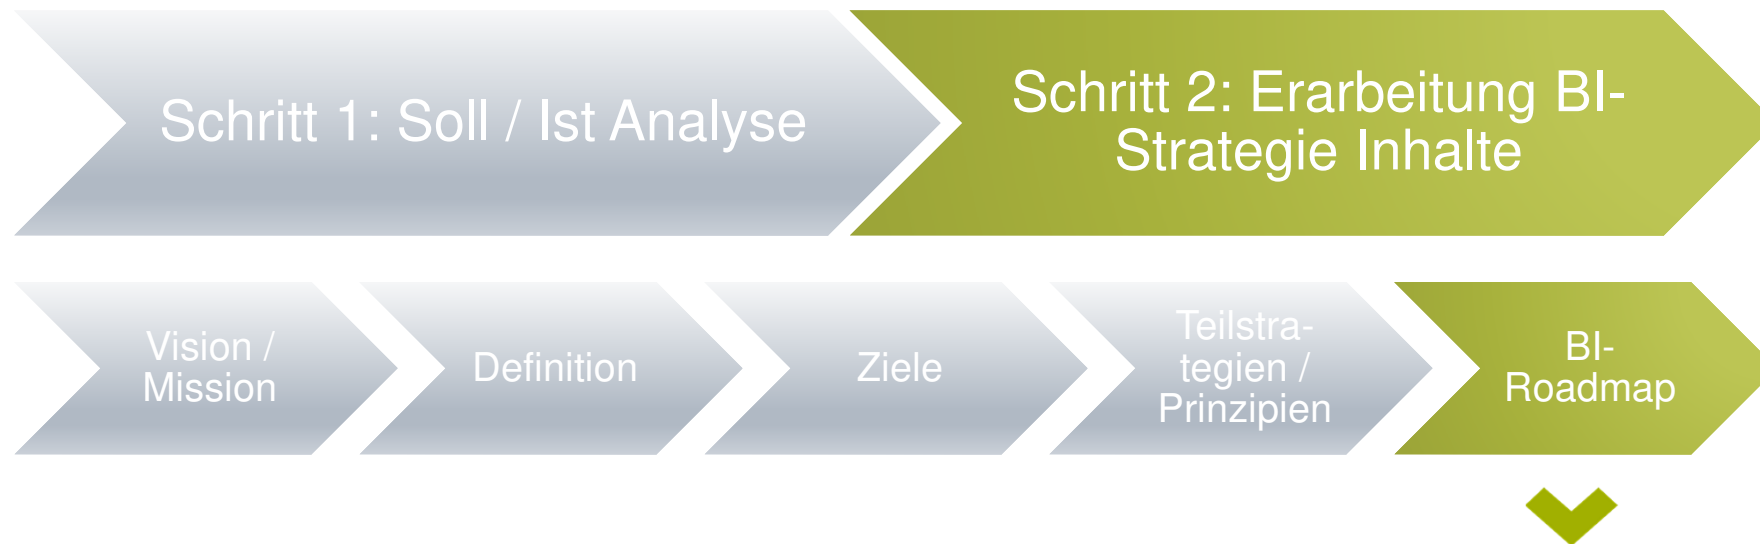 Schritt 1: Soll / Ist Analyse
Schritt 2: Erarbeitung BI-
Strategie Inhalte
Vision /
Mission
Definition
Ziele
Teilstra-
tegien /
Prinzipien
BI-
Roadmap